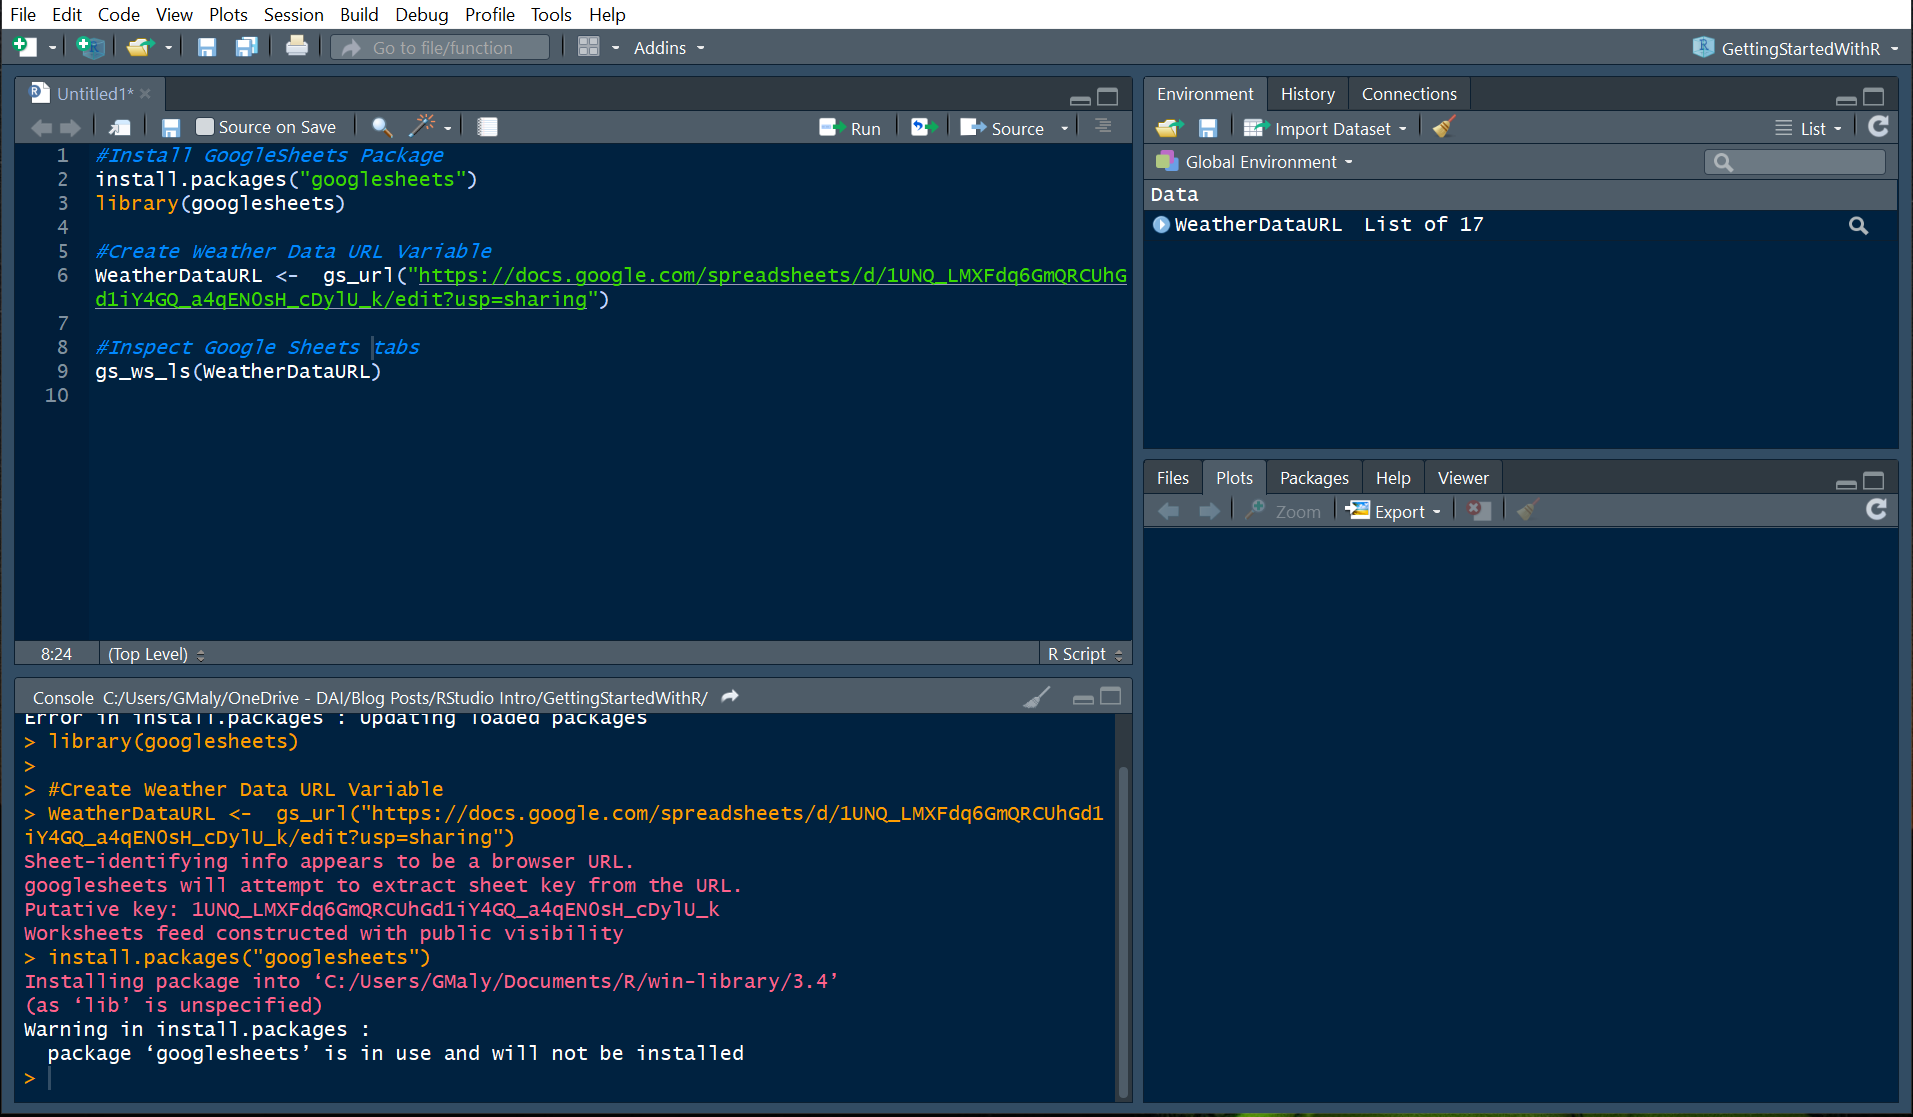 File Edit Code View Plots Session Build Debug Profile Tools Help
Go to file/function Addins GettingStartedWithR
Untitled1*
Source on Save Run Source
1 #Install GoogleSheets Package
2 install.packages("googlesheets")
3 library(googlesheets)
4
5 #Create Weather Data URL Variable
6 WeatherDataURL <-  gs_url("https://docs.google.com/spreadsheets/d/1UNQ_LMXFdq6GmQRCUhG
d1iY4GQ_a4qEN0sH_cDylU_k/edit?usp=sharing")
7
8 #Inspect Google Sheets tabs
9 gs_ws_ls(WeatherDataURL)
10
8:24 (Top Level) R Script
Console C:/Users/GMaly/OneDrive - DAI/Blog Posts/RStudio Intro/GettingStartedWithR/
Error in install.packages : Updating loaded packages
> library(googlesheets)
>
> #Create Weather Data URL Variable
> WeatherDataURL <-  gs_url("https://docs.google.com/spreadsheets/d/1UNQ_LMXFdq6GmQRCUhGd1
iY4GQ_a4qEN0sH_cDylU_k/edit?usp=sharing")
Sheet-identifying info appears to be a browser URL.
googlesheets will attempt to extract sheet key from the URL.
Putative key: 1UNQ_LMXFdq6GmQRCUhGd1iY4GQ_a4qEN0sH_cDylU_k
Worksheets feed constructed with public visibility
> install.packages("googlesheets")
Installing package into ‘C:/Users/GMaly/Documents/R/win-library/3.4’
(as ‘lib’ is unspecified)
Warning in install.packages :
  package ‘googlesheets’ is in use and will not be installed
>
Environment History Connections
Import Dataset List
Global Environment
Data
WeatherDataURL List of 17
Files Plots Packages Help Viewer
Zoom Export